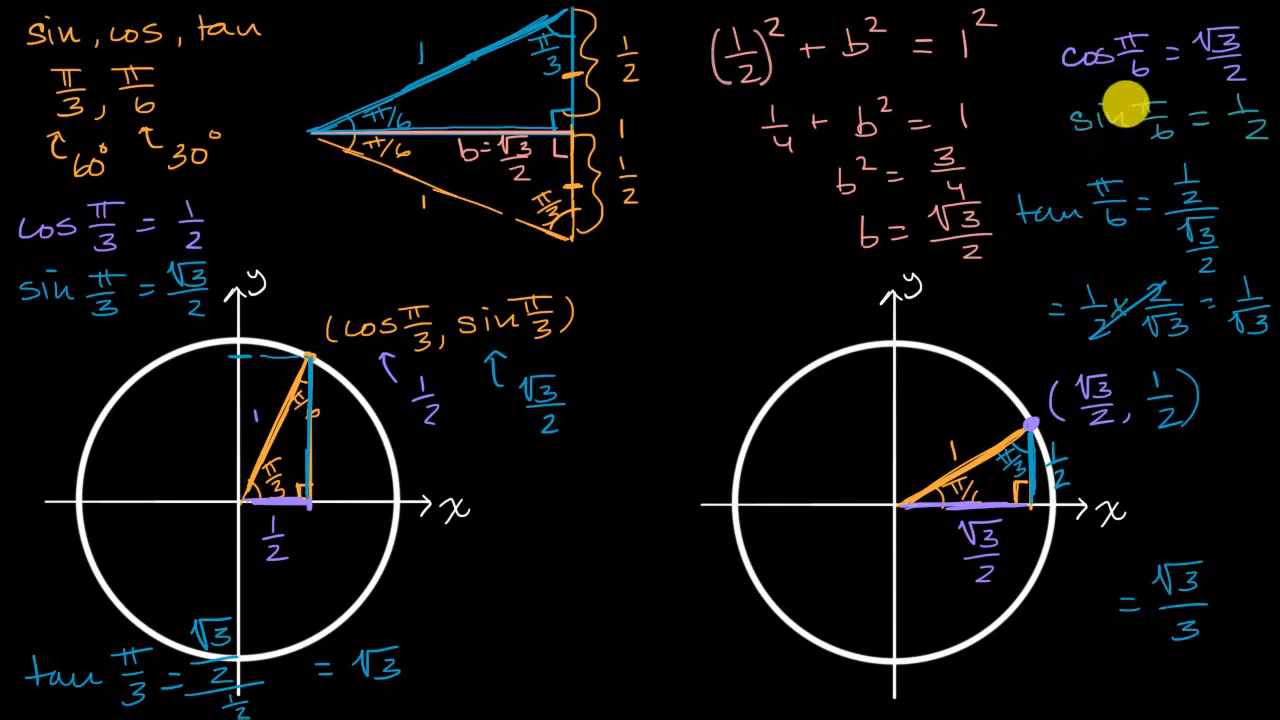 sin, cos, tan
π/3, π/6
60° 30°
cos π/3 = 1/2
sin π/3 = √3/2
1
π/3
π/6
π/6
b = √3/2
1
π/3
1/2
1
1/2
(1/2)² + b² = 1²
1/4 + b² = 1
b² = 3/4
b = √3/2
cos π/6 = √3/2
sin π/6 = 1/2
tan π/6 = (1/2)/(√3/2)
= 1/2 × 2/√3 = 1/√3
= √3/3
y
(cos π/3, sin π/3)
1/2 √3/2
1
π/6
π/3
x
1/2
tan π/3 = (√3/2)/(1/2) = √3
y
(√3/2, 1/2)
1
π/3
1/2
π/6
x
√3/2